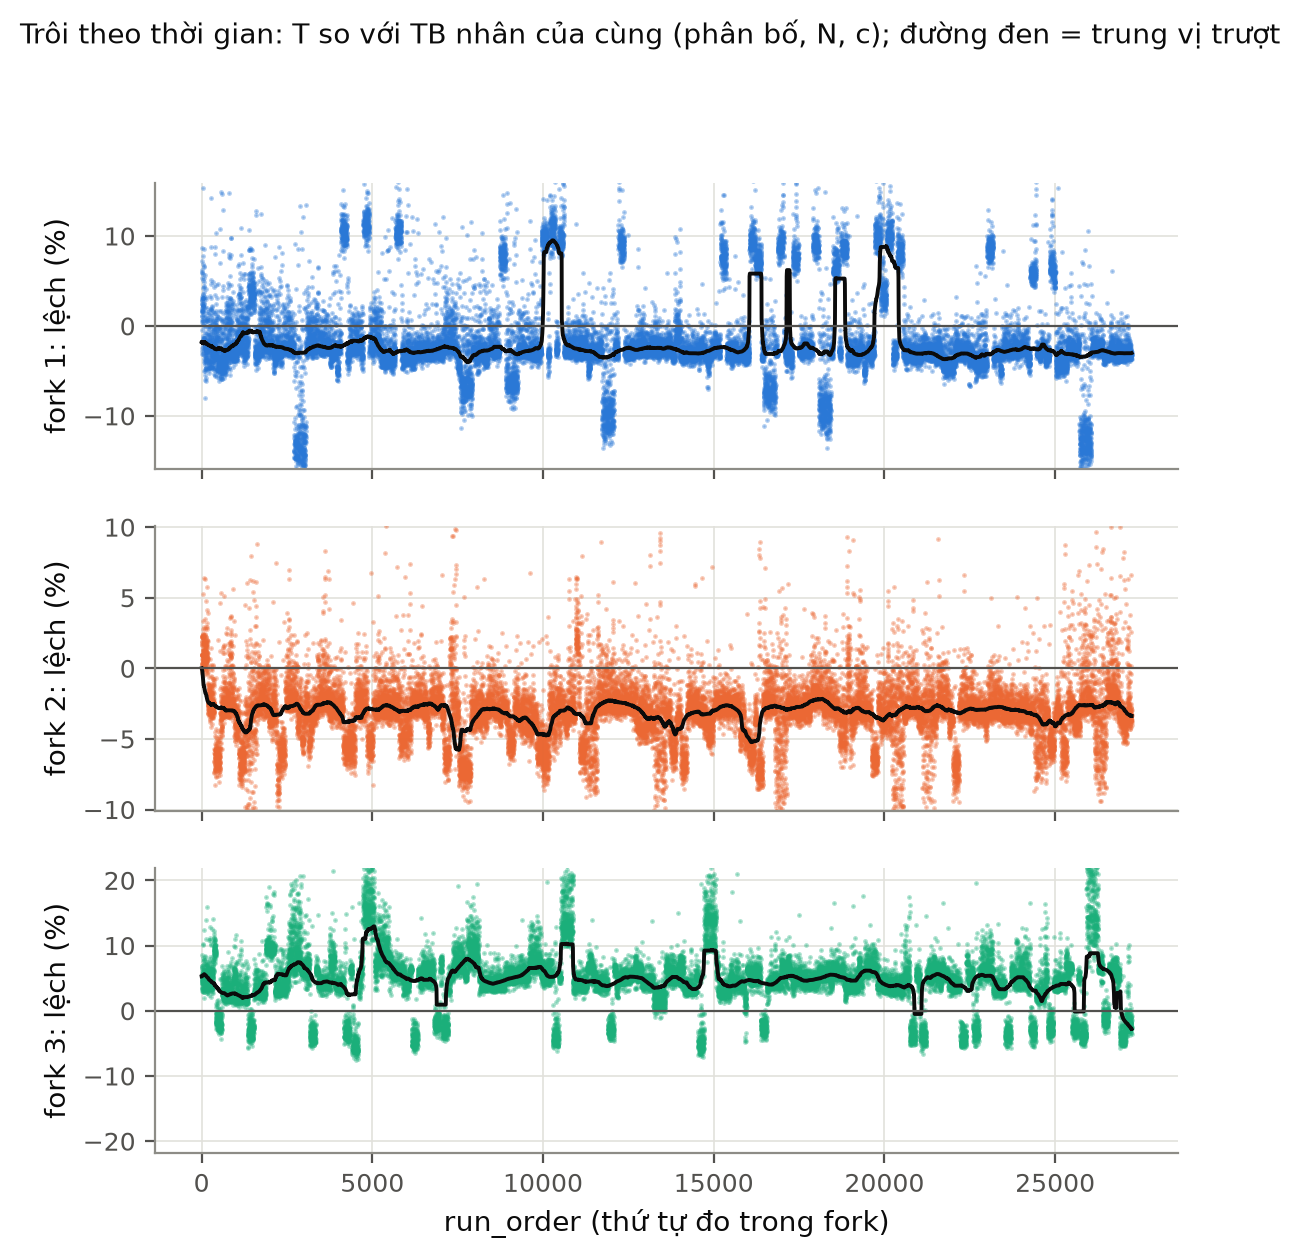 Trôi theo thời gian: T so với TB nhân của cùng (phân bố, N, c); đường đen = trung vị trượt
fork 1: lệch (%)
10
0
−10
fork 2: lệch (%)
10
5
0
−5
−10
fork 3: lệch (%)
20
10
0
−10
−20
0 5000 10000 15000 20000 25000
run_order (thứ tự đo trong fork)